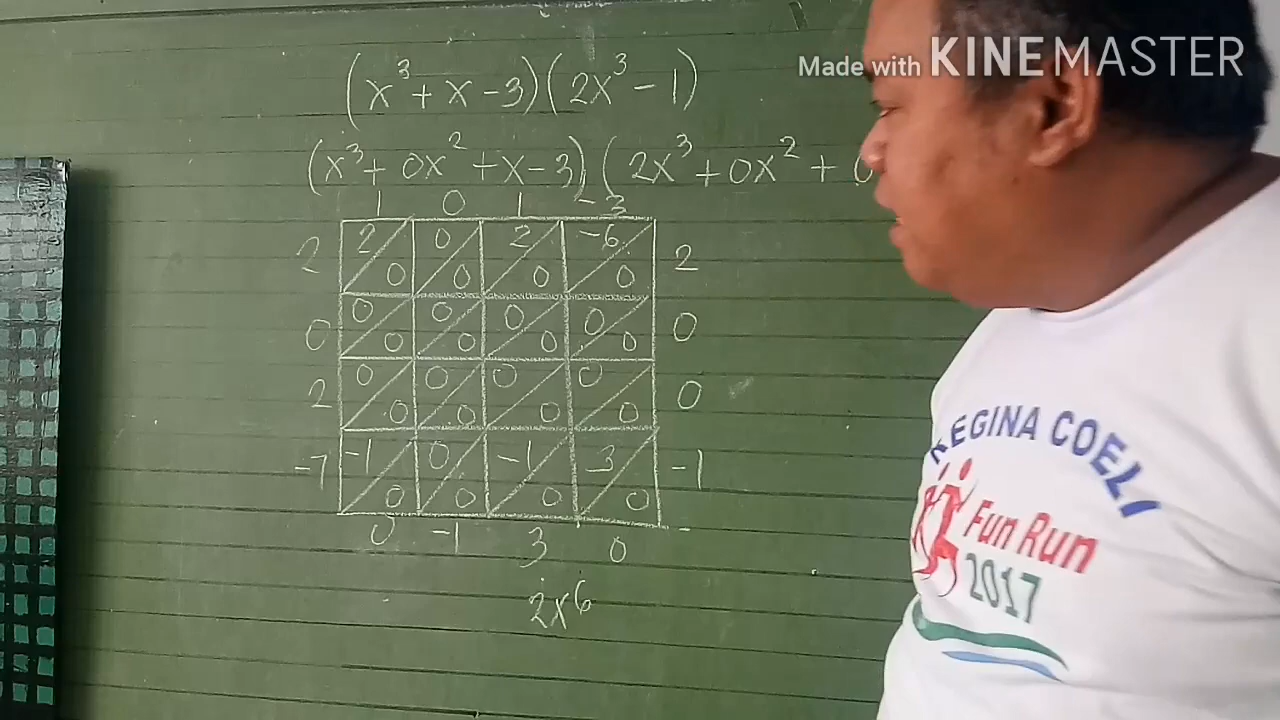 Made with KINEMASTER
(x³ + x - 3)(2x³ - 1)
(x³ + 0x² + x - 3)(2x³ + 0x² + 0
1 0 1 -3
2 2 0 2 -6 2
0 0 0 0
0 0 0 0 0 0
0 0 0 0
2 0 0 0 0 0
0 0 0 0
-7 -1 0 -1 3 -1
0 0 0 0
0 -1 3 0
2x⁶
REGINA COELI
Fun Run
2017